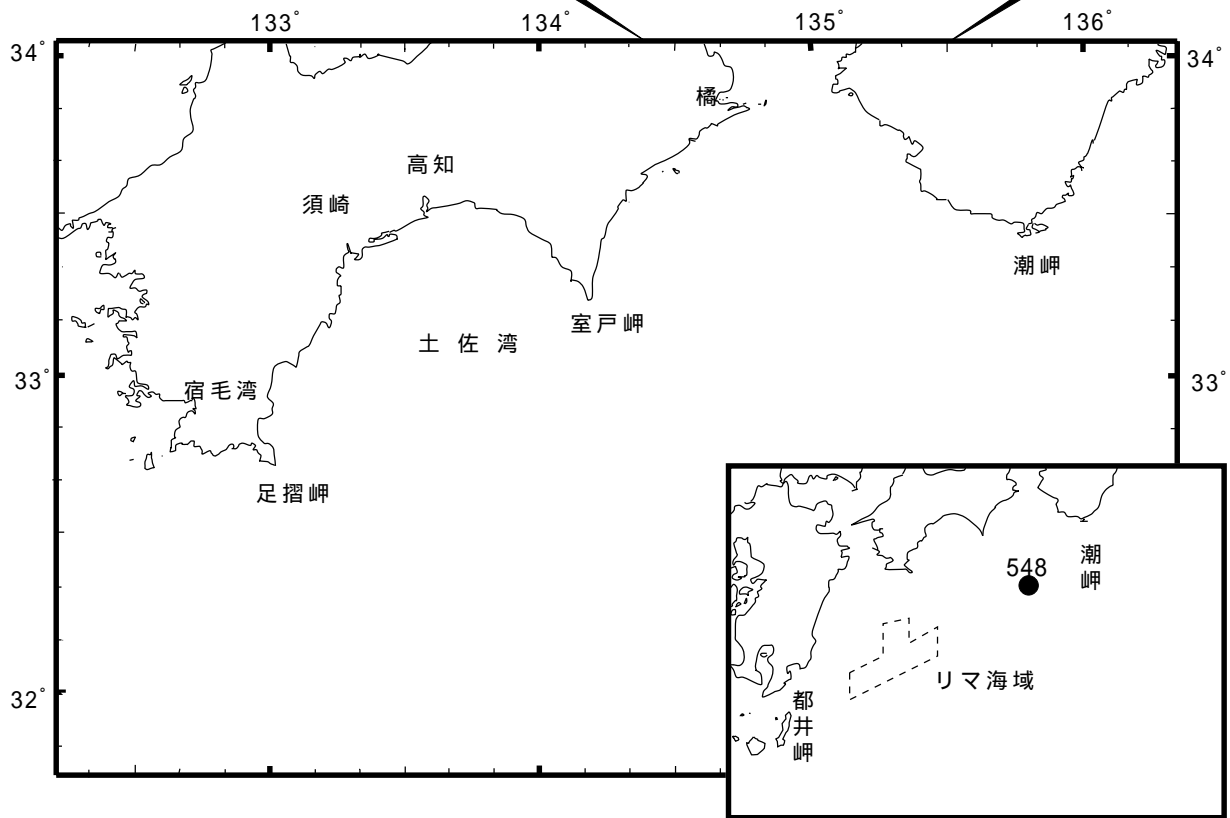 133°
134°
135°
136°
34°
34°
橘
高知
須崎
潮岬
室戸岬
土佐湾
33°
33°
宿毛湾
足摺岬
潮岬
548
リマ海域
32°
都井岬